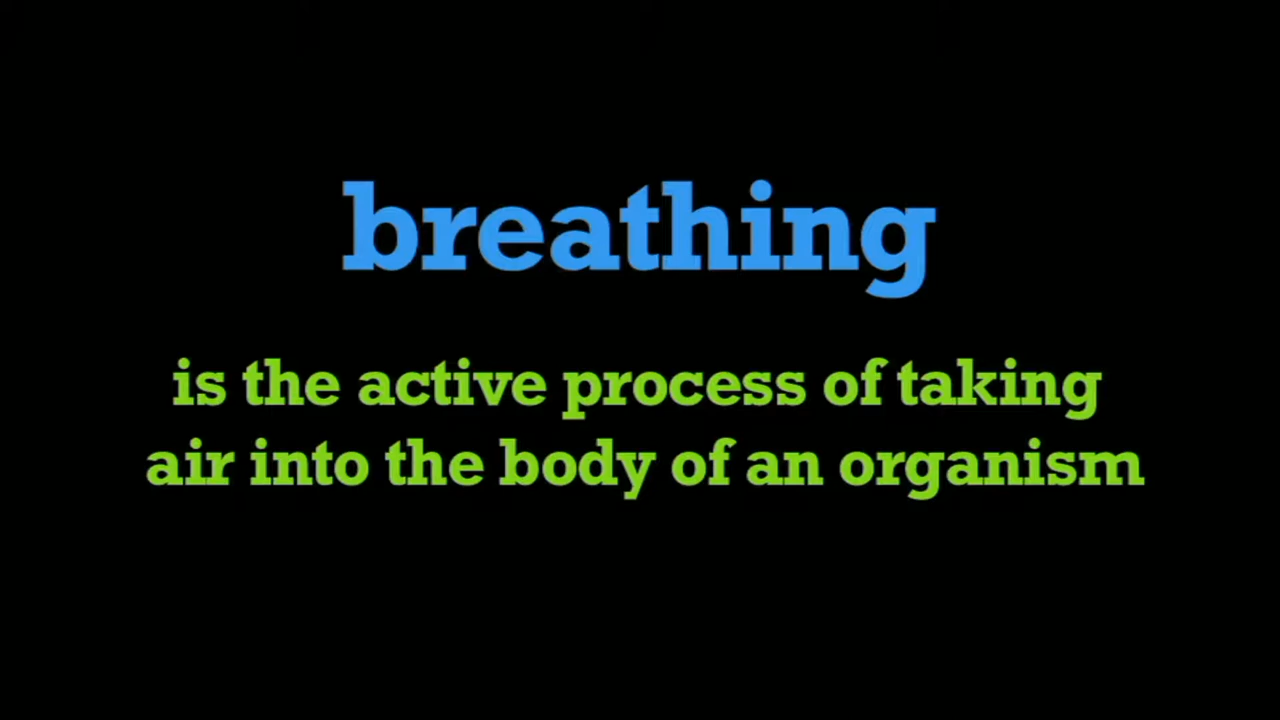 breathing
is the active process of taking
air into the body of an organism